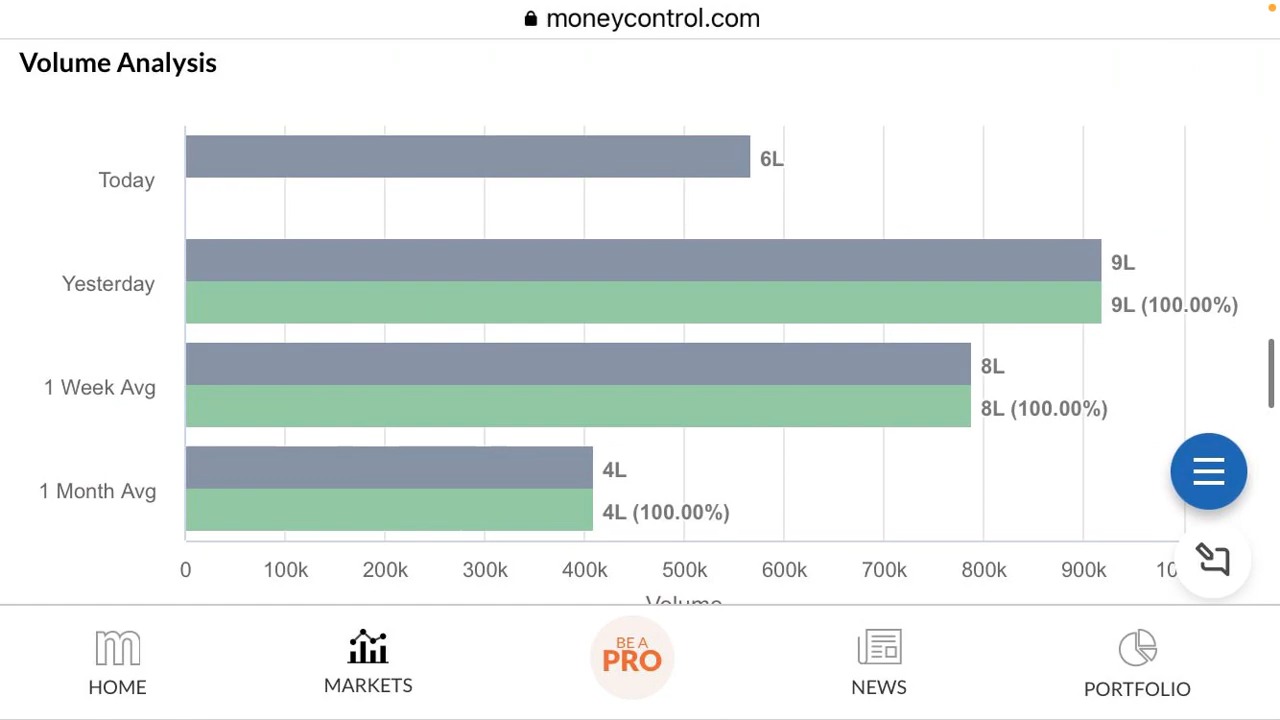 moneycontrol.com
Volume Analysis
Today
6L
Yesterday
9L
9L (100.00%)
1 Week Avg
8L
8L (100.00%)
1 Month Avg
4L
4L (100.00%)
0 100k 200k 300k 400k 500k 600k 700k 800k 900k 10
Volume
HOME
MARKETS
BE A
PRO
NEWS
PORTFOLIO